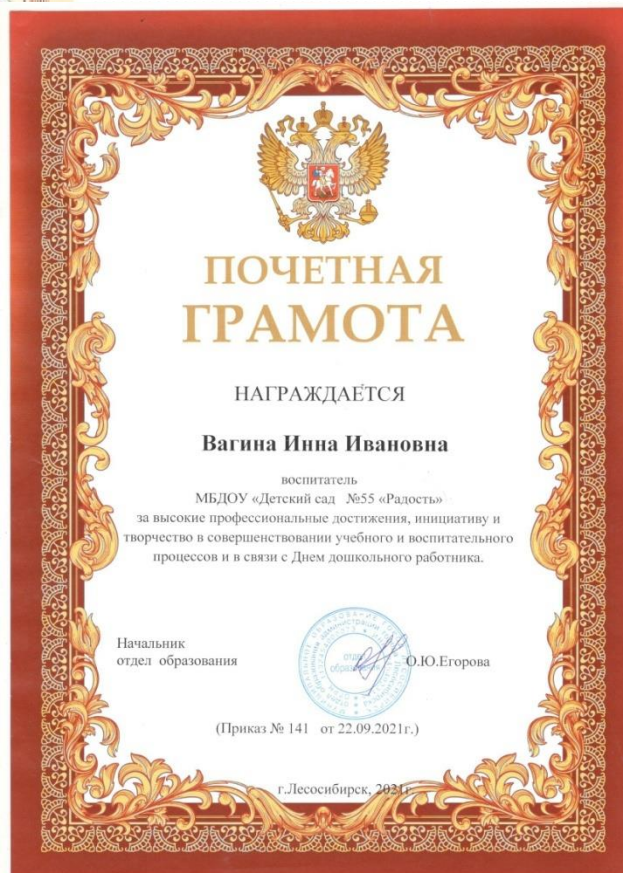 ПОЧЕТНАЯ
ГРАМОТА
НАГРАЖДАЕТСЯ
Вагина Инна Ивановна
воспитатель
МБДОУ «Детский сад №55 «Радость»
за высокие профессиональные достижения, инициативу и
творчество в совершенствовании учебного и воспитательного
процессов и в связи с Днем дошкольного работника.
Начальник
отдел образования
отдел
образования
О.Ю.Егорова
(Приказ № 141 от 22.09.2021г.)
г.Лесосибирск, 2021г.